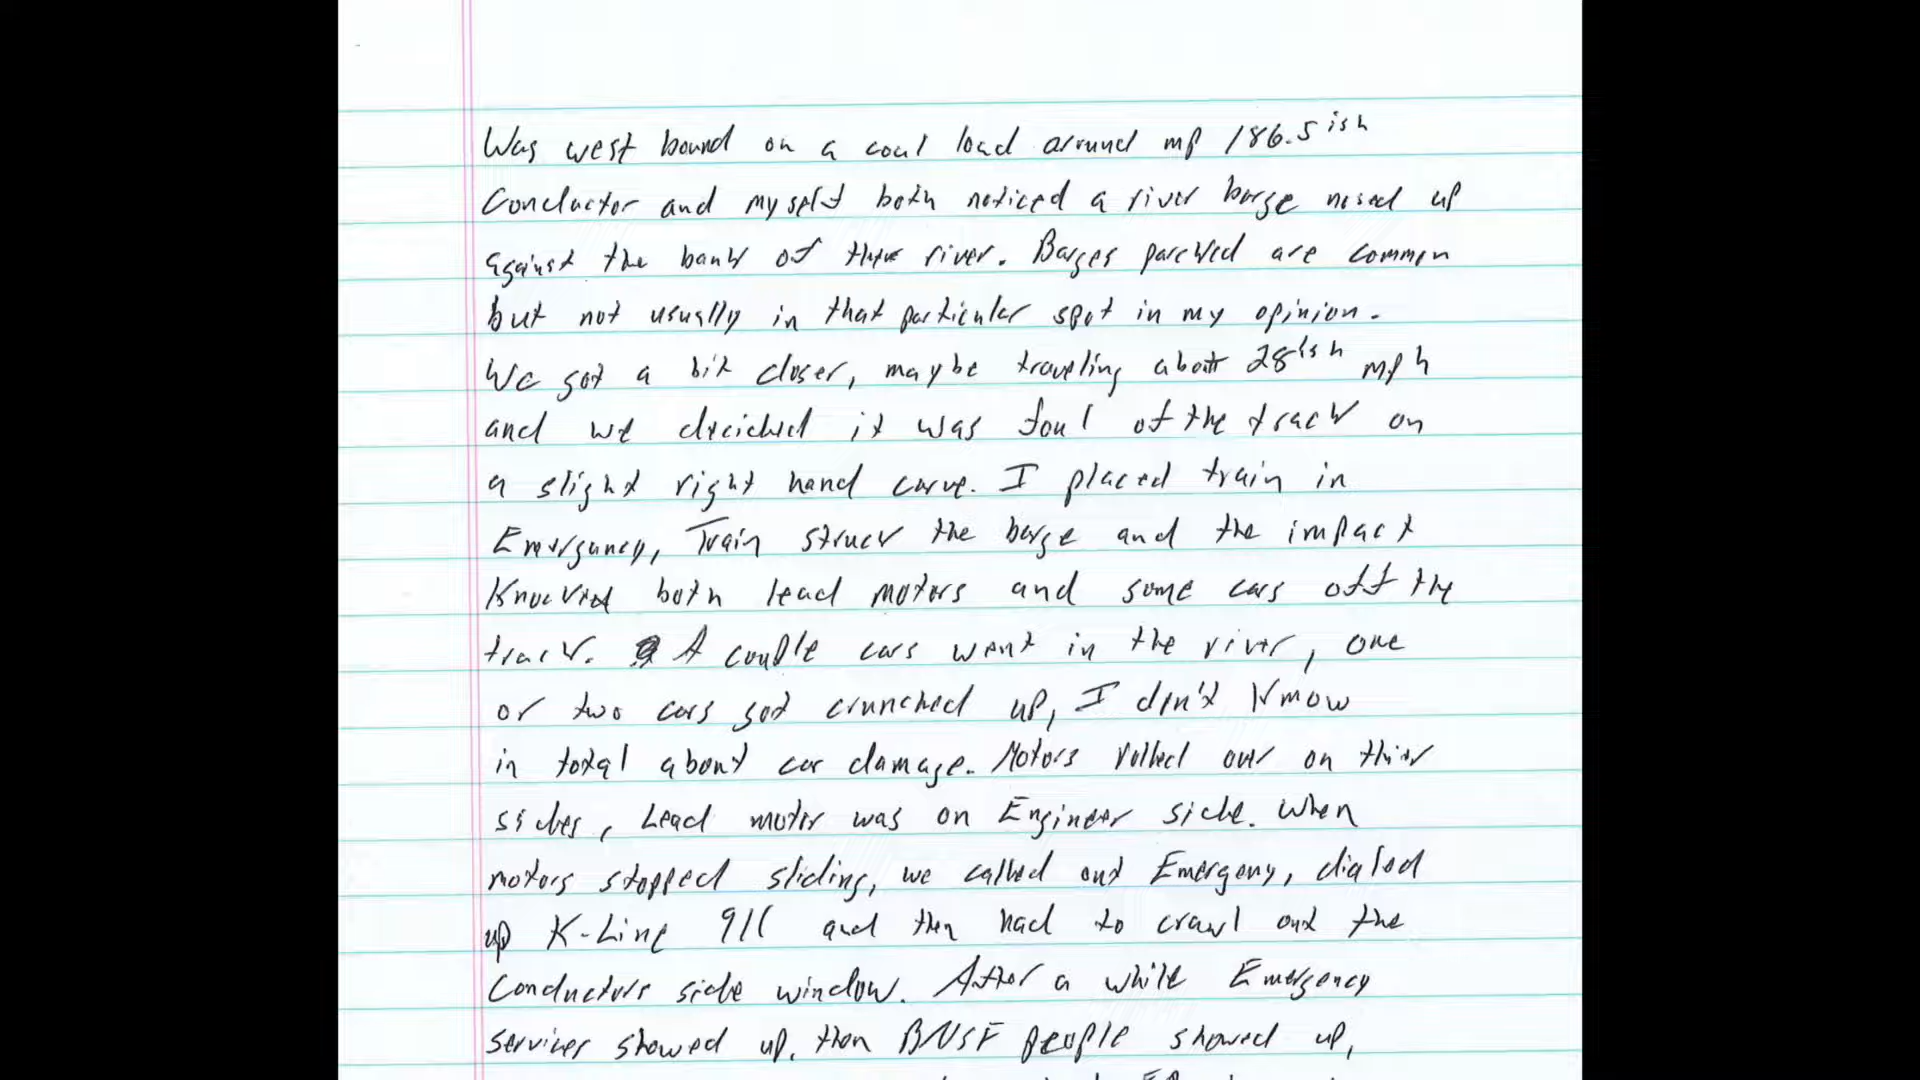 Was west bound on a coal load around mp 186.5ish
Conductor and myself both noticed a river barge nosed up
against the bank of the river. Barges parcked are common
but not usually in that particular spot in my opinion.
We got a bit closer, maybe traveling about 28ish mph
and we decided it was foul of the track on
a slight right hand curve. I placed train in
Emergancy, Train struck the barge and the impact
Knocked both lead motors and some cars off the
track. A couple cars went in the river, one
or two cars got crunched up, I don't Know
in total about car damage. Motors rolled over on thier
sides, Lead motor was on Engineer side. When
motors stopped sliding, we called out Emergeny, dialed
up K-Line 911 and then had to crawl out the
Conductors side window. After a while Emergency
services showed up, then BNSF people showed up,